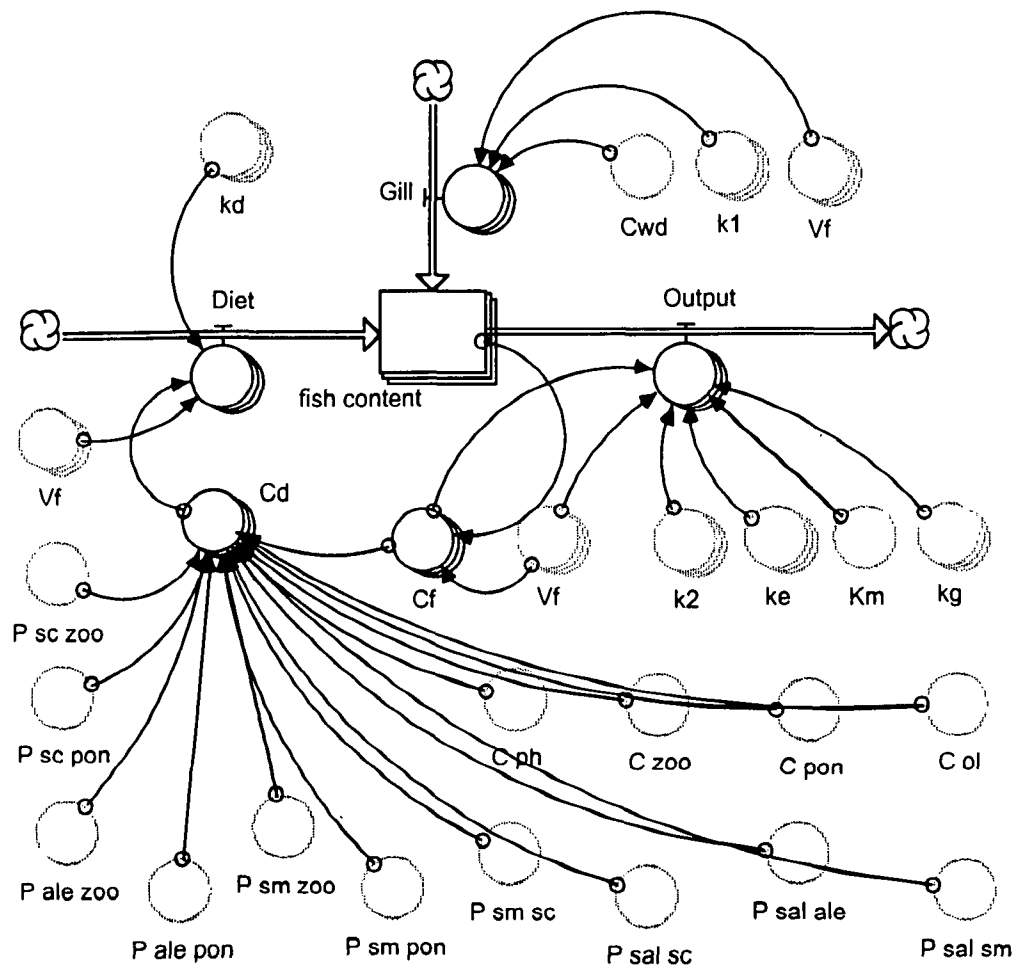 Gill
kd
Cwd
k1
Vf
Diet
Output
fish content
Vf
Cd
Cf
Vf
k2
ke
Km
kg
P sc zoo
P sc pon
C ph
C zoo
C pon
C ol
P ale zoo
P sm zoo
P sm sc
P sal ale
P ale pon
P sm pon
P sal sc
P sal sm